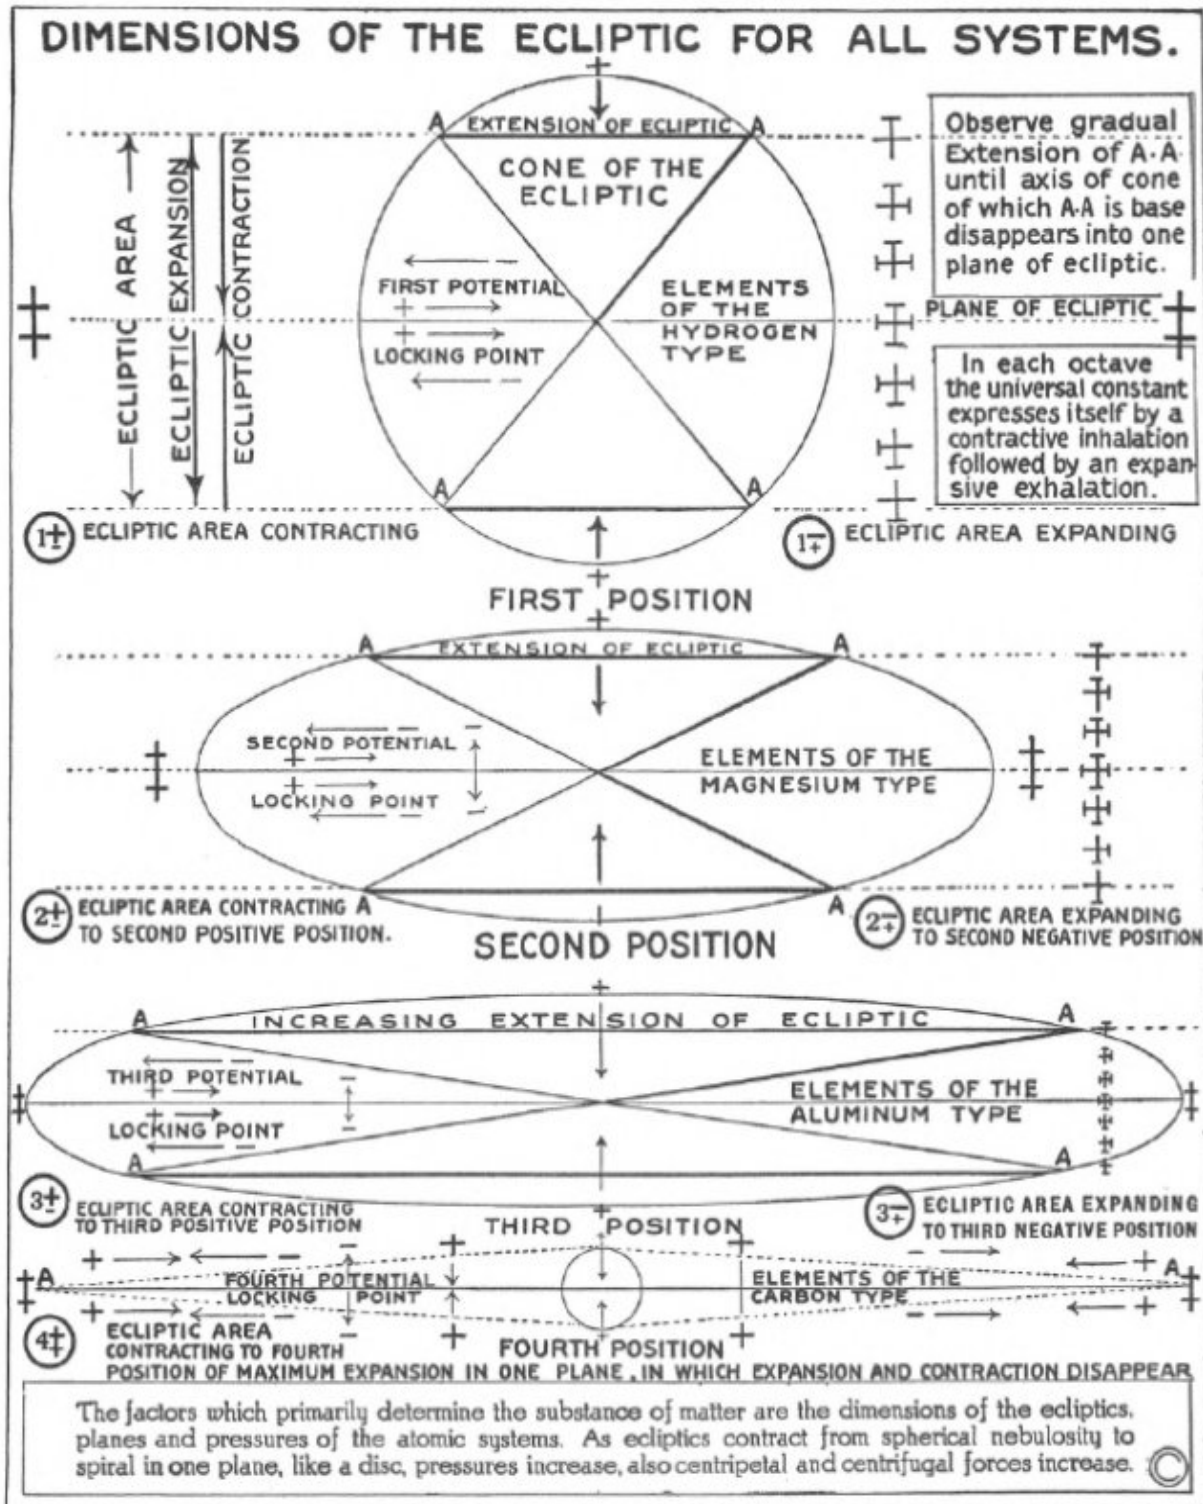 DIMENSIONS OF THE ECLIPTIC FOR ALL SYSTEMS.
+
A EXTENSION OF ECLIPTIC A
CONE OF THE
ECLIPTIC
ECLIPTIC AREA
ECLIPTIC EXPANSION
ECLIPTIC CONTRACTION
FIRST POTENTIAL
+
+
LOCKING POINT
ELEMENTS
OF THE
HYDROGEN
TYPE
Observe gradual
Extension of A.A.
until axis of cone
of which A.A is base
disappears into one
plane of ecliptic.
PLANE OF ECLIPTIC
In each octave
the universal constant
expresses itself by a
contractive inhalation
followed by an expan-
sive exhalation.
A A
1± ECLIPTIC AREA CONTRACTING
1∓ ECLIPTIC AREA EXPANDING
+
FIRST POSITION
+
A EXTENSION OF ECLIPTIC A
SECOND POTENTIAL
+
+
LOCKING POINT
ELEMENTS OF THE
MAGNESIUM TYPE
2± ECLIPTIC AREA CONTRACTING A
TO SECOND POSITIVE POSITION.
A 2∓ ECLIPTIC AREA EXPANDING
TO SECOND NEGATIVE POSITION
SECOND POSITION
+
A INCREASING EXTENSION OF ECLIPTIC A
THIRD POTENTIAL
+
+
LOCKING POINT
ELEMENTS OF THE
ALUMINUM TYPE
A A
3± ECLIPTIC AREA CONTRACTING
TO THIRD POSITIVE POSITION
3∓ ECLIPTIC AREA EXPANDING
TO THIRD NEGATIVE POSITION
+
THIRD POSITION
A FOURTH POTENTIAL
LOCKING POINT
ELEMENTS OF THE A
CARBON TYPE
4‡ ECLIPTIC AREA
CONTRACTING TO FOURTH
FOURTH POSITION
POSITION OF MAXIMUM EXPANSION IN ONE PLANE, IN WHICH EXPANSION AND CONTRACTION DISAPPEAR
The factors which primarily determine the substance of matter are the dimensions of the ecliptics,
planes and pressures of the atomic systems. As ecliptics contract from spherical nebulosity to
spiral in one plane, like a disc, pressures increase, also centripetal and centrifugal forces increase. ©